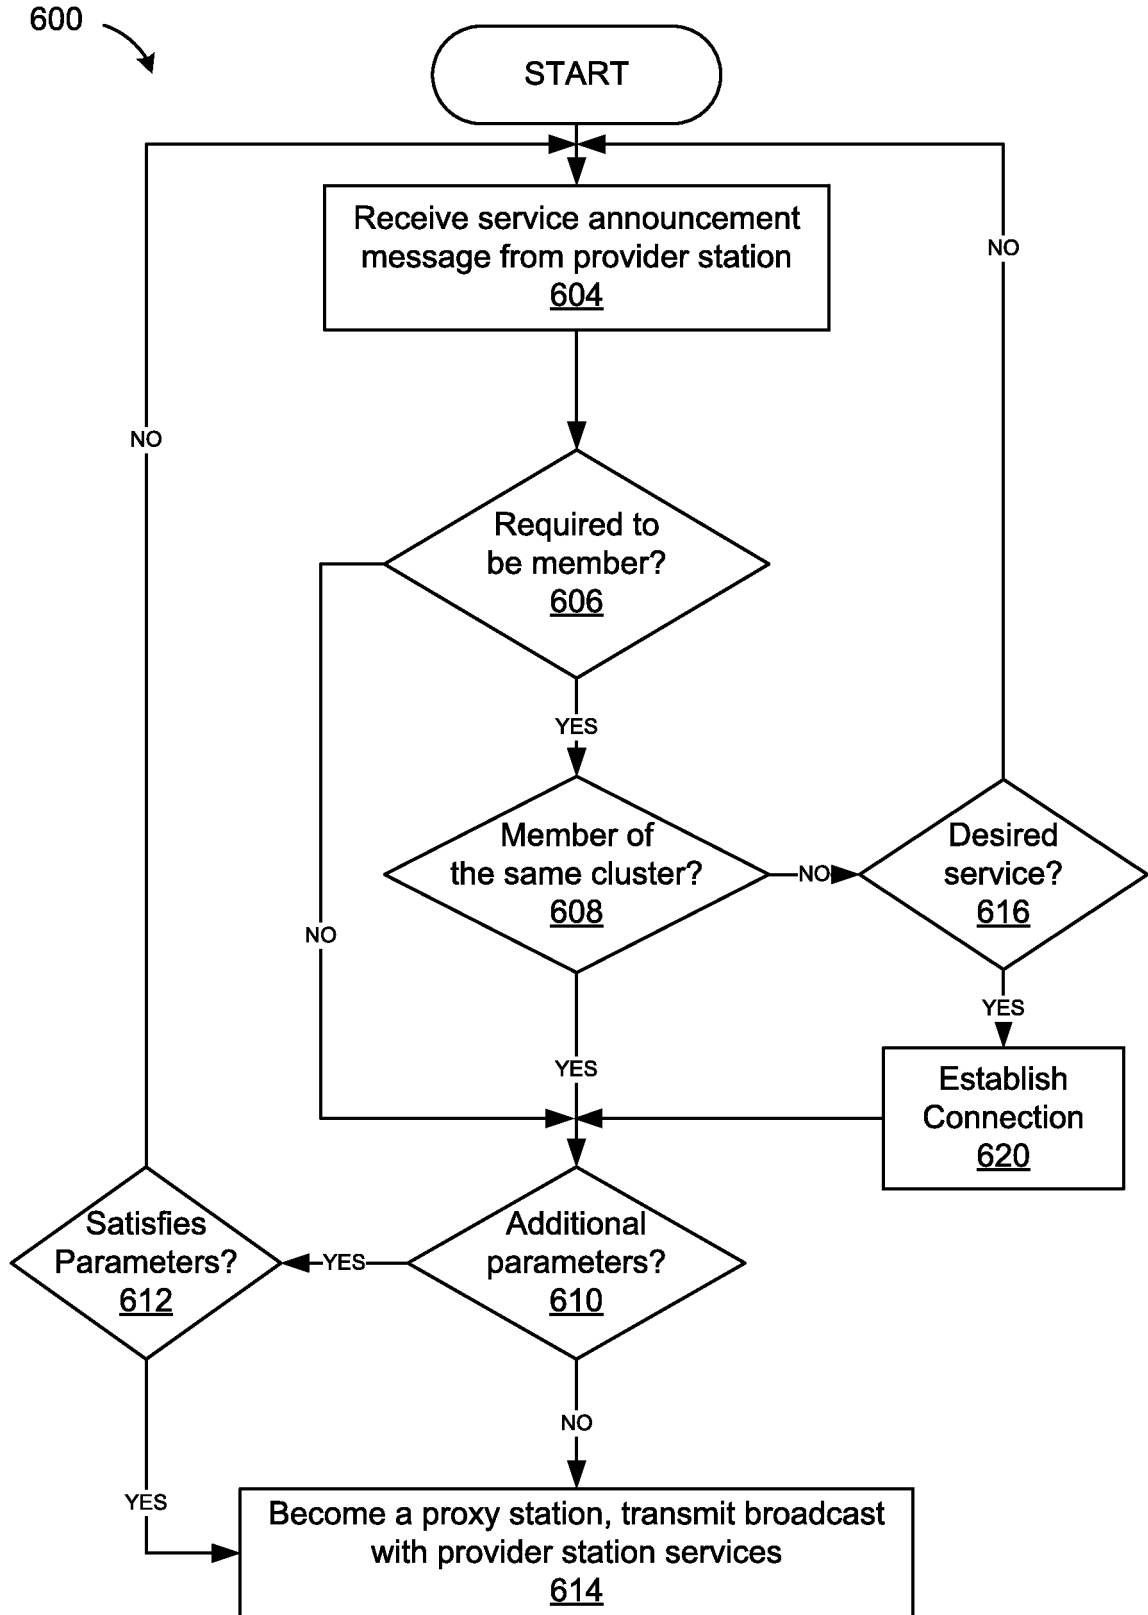 600
START
Receive service announcement
message from provider station
604
NO
NO
Required to
be member?
606
YES
Member of
the same cluster?
608
NO
Desired
service?
616
NO
YES
YES
Establish
Connection
620
Satisfies
Parameters?
612
YES
Additional
parameters?
610
NO
YES
Become a proxy station, transmit broadcast
with provider station services
614